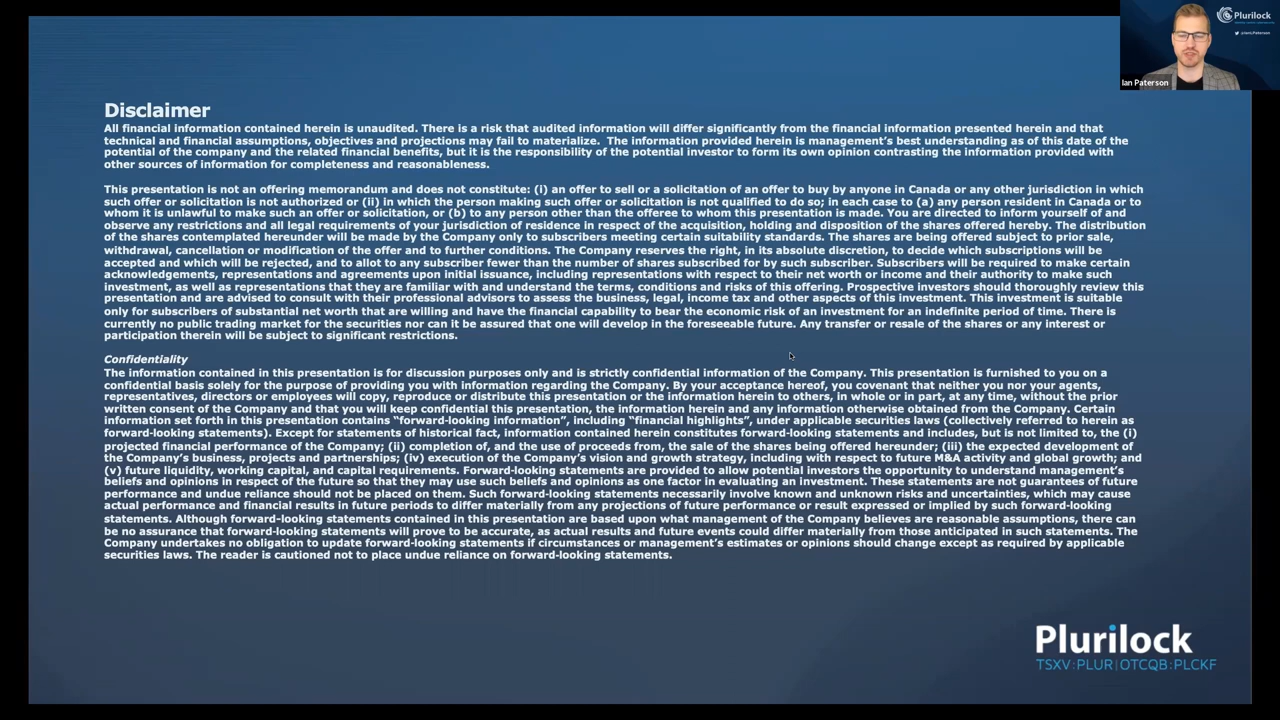 Plurilock
Ian Paterson
Disclaimer
All financial information contained herein is unaudited. There is a risk that audited information will differ significantly from the financial information presented herein and that
technical and financial assumptions, objectives and projections may fail to materialize.  The information provided herein is management's best understanding as of this date of the
potential of the company and the related financial benefits, but it is the responsibility of the potential investor to form its own opinion contrasting the information provided with
other sources of information for completeness and reasonableness.
This presentation is not an offering memorandum and does not constitute: (i) an offer to sell or a solicitation of an offer to buy by anyone in Canada or any other jurisdiction in which
such offer or solicitation is not authorized or (ii) in which the person making such offer or solicitation is not qualified to do so; in each case to (a) any person resident in Canada or to
whom it is unlawful to make such an offer or solicitation, or (b) to any person other than the offeree to whom this presentation is made. You are directed to inform yourself of and
observe any restrictions and all legal requirements of your jurisdiction of residence in respect of the acquisition, holding and disposition of the shares offered hereby. The distribution
of the shares contemplated hereunder will be made by the Company only to subscribers meeting certain suitability standards. The shares are being offered subject to prior sale,
withdrawal, cancellation or modification of the offer and to further conditions. The Company reserves the right, in its absolute discretion, to decide which subscriptions will be
accepted and which will be rejected, and to allot to any subscriber fewer than the number of shares subscribed for by such subscriber. Subscribers will be required to make certain
acknowledgements, representations and agreements upon initial issuance, including representations with respect to their net worth or income and their authority to make such
investment, as well as representations that they are familiar with and understand the terms, conditions and risks of this offering. Prospective investors should thoroughly review this
presentation and are advised to consult with their professional advisors to assess the business, legal, income tax and other aspects of this investment. This investment is suitable
only for subscribers of substantial net worth that are willing and have the financial capability to bear the economic risk of an investment for an indefinite period of time. There is
currently no public trading market for the securities nor can it be assured that one will develop in the foreseeable future. Any transfer or resale of the shares or any interest or
participation therein will be subject to significant restrictions.
Confidentiality
The information contained in this presentation is for discussion purposes only and is strictly confidential information of the Company. This presentation is furnished to you on a
confidential basis solely for the purpose of providing you with information regarding the Company. By your acceptance hereof, you covenant that neither you nor your agents,
representatives, directors or employees will copy, reproduce or distribute this presentation or the information herein to others, in whole or in part, at any time, without the prior
written consent of the Company and that you will keep confidential this presentation, the information herein and any information otherwise obtained from the Company. Certain
information set forth in this presentation contains “forward-looking information”, including “financial highlights”, under applicable securities laws (collectively referred to herein as
forward-looking statements). Except for statements of historical fact, information contained herein constitutes forward-looking statements and includes, but is not limited to, the (i)
projected financial performance of the Company; (ii) completion of, and the use of proceeds from, the sale of the shares being offered hereunder; (iii) the expected development of
the Company's business, projects and partnerships; (iv) execution of the Company's vision and growth strategy, including with respect to future M&A activity and global growth; and
(v) future liquidity, working capital, and capital requirements. Forward-looking statements are provided to allow potential investors the opportunity to understand management's
beliefs and opinions in respect of the future so that they may use such beliefs and opinions as one factor in evaluating an investment. These statements are not guarantees of future
performance and undue reliance should not be placed on them. Such forward-looking statements necessarily involve known and unknown risks and uncertainties, which may cause
actual performance and financial results in future periods to differ materially from any projections of future performance or result expressed or implied by such forward-looking
statements. Although forward-looking statements contained in this presentation are based upon what management of the Company believes are reasonable assumptions, there can
be no assurance that forward-looking statements will prove to be accurate, as actual results and future events could differ materially from those anticipated in such statements. The
Company undertakes no obligation to update forward-looking statements if circumstances or management's estimates or opinions should change except as required by applicable
securities laws. The reader is cautioned not to place undue reliance on forward-looking statements.
Plurilock
TSXV:PLUR|OTCQB:PLCKF